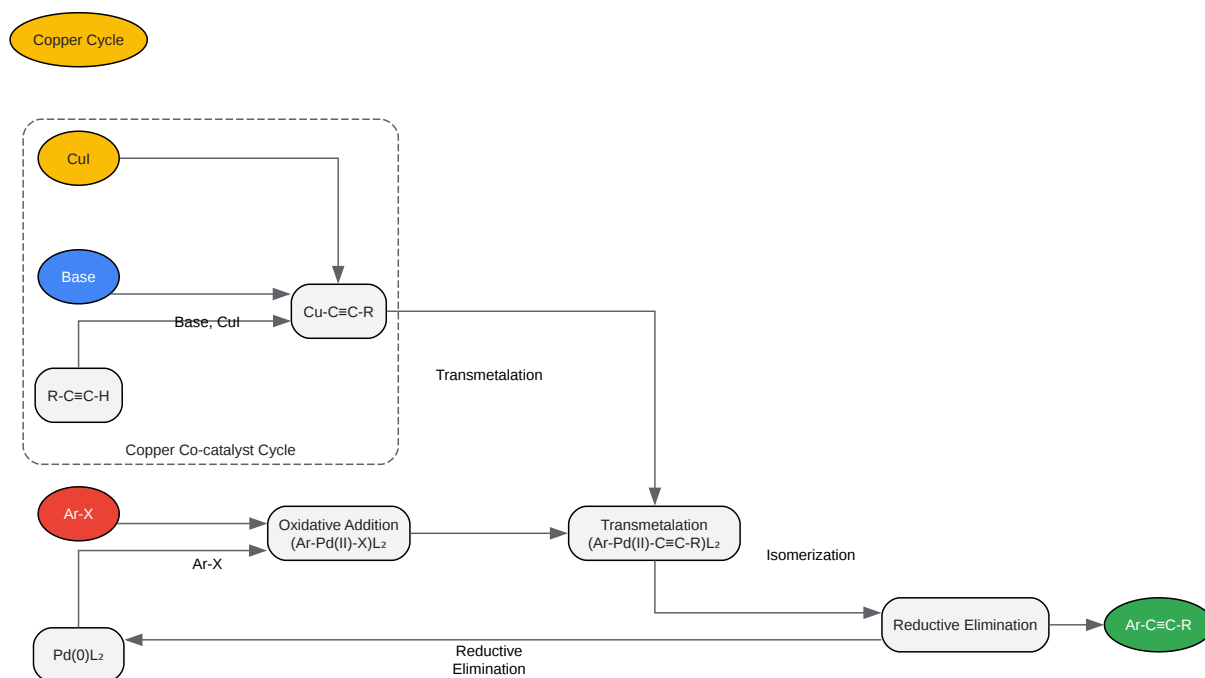 Copper Cycle
CuI
Base
Cu-C≡C-R
Base, CuI
R-C≡C-H
Transmetalation
Copper Co-catalyst Cycle
Ar-X
Oxidative Addition
(Ar-Pd(II)-X)L₂
Transmetalation
(Ar-Pd(II)-C≡C-R)L₂
Ar-X
Isomerization
Reductive Elimination
Ar-C≡C-R
Pd(0)L₂
Reductive
Elimination